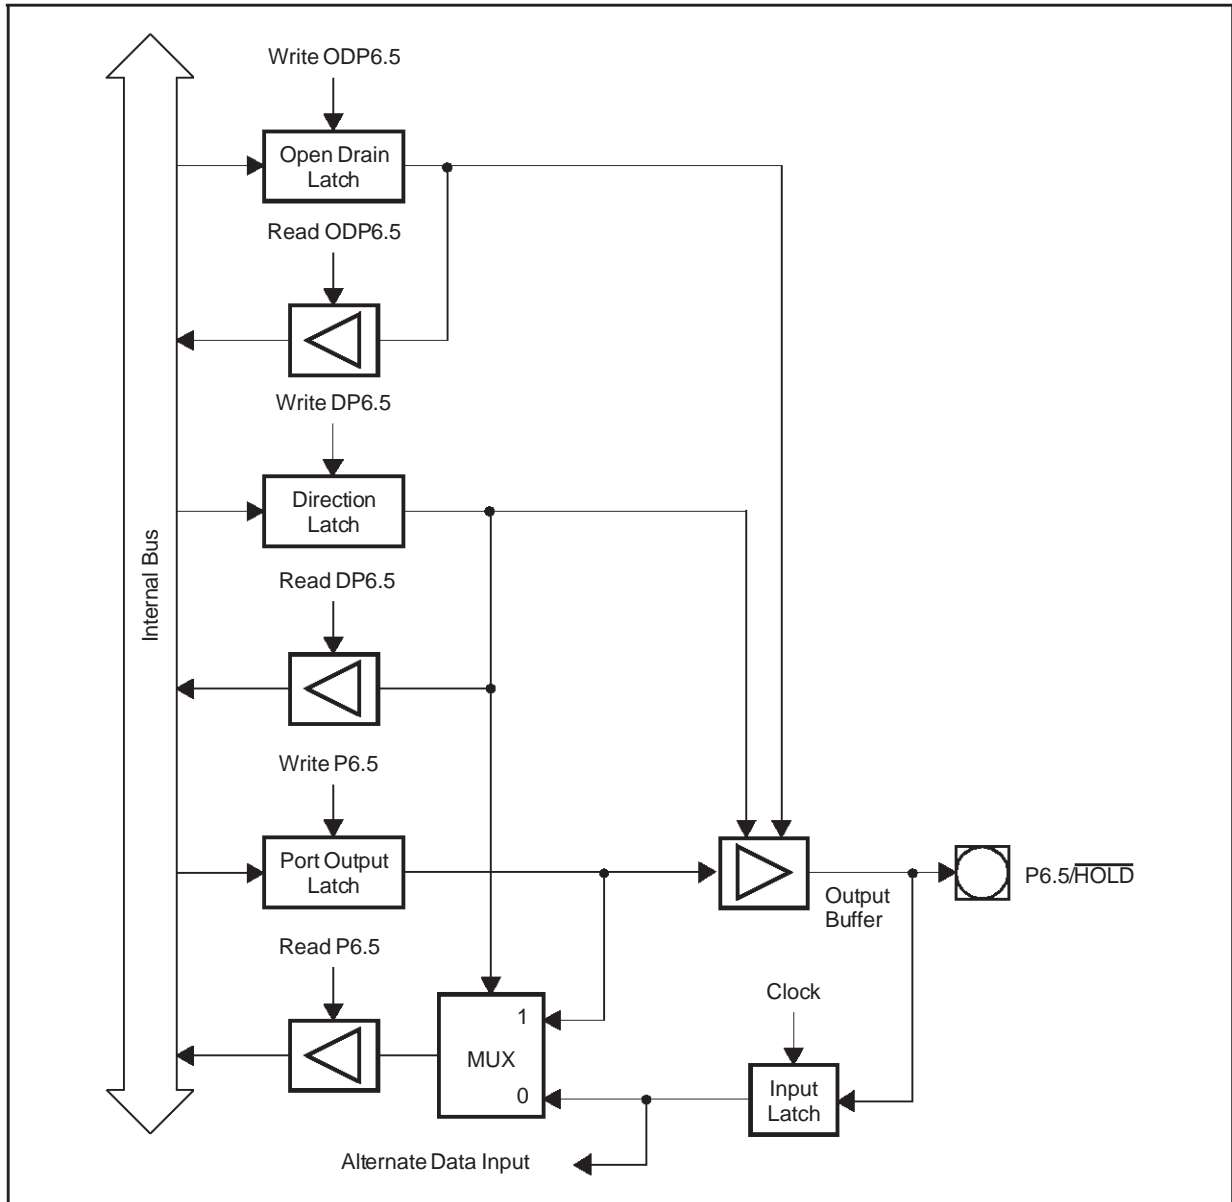 Write ODP6.5
Open Drain
Latch
Read ODP6.5
Write DP6.5
Direction
Latch
Internal Bus
Read DP6.5
Write P6.5
Port Output
Latch
P6.5/HOLD
Output
Buffer
Read P6.5
Clock
1
MUX
0
Input
Latch
Alternate Data Input